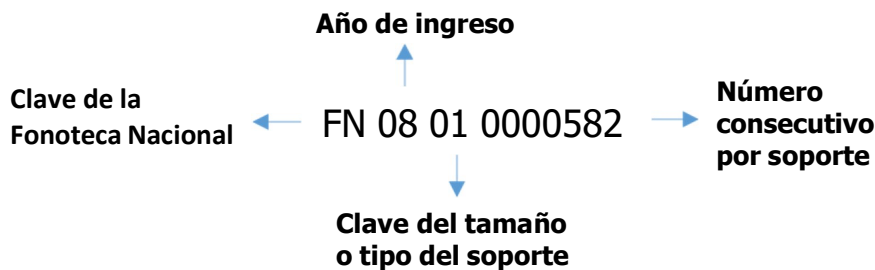 Año de ingreso
Clave de la
Fonoteca Nacional
FN 08 01 0000582
Número
consecutivo
por soporte
Clave del tamaño
o tipo del soporte